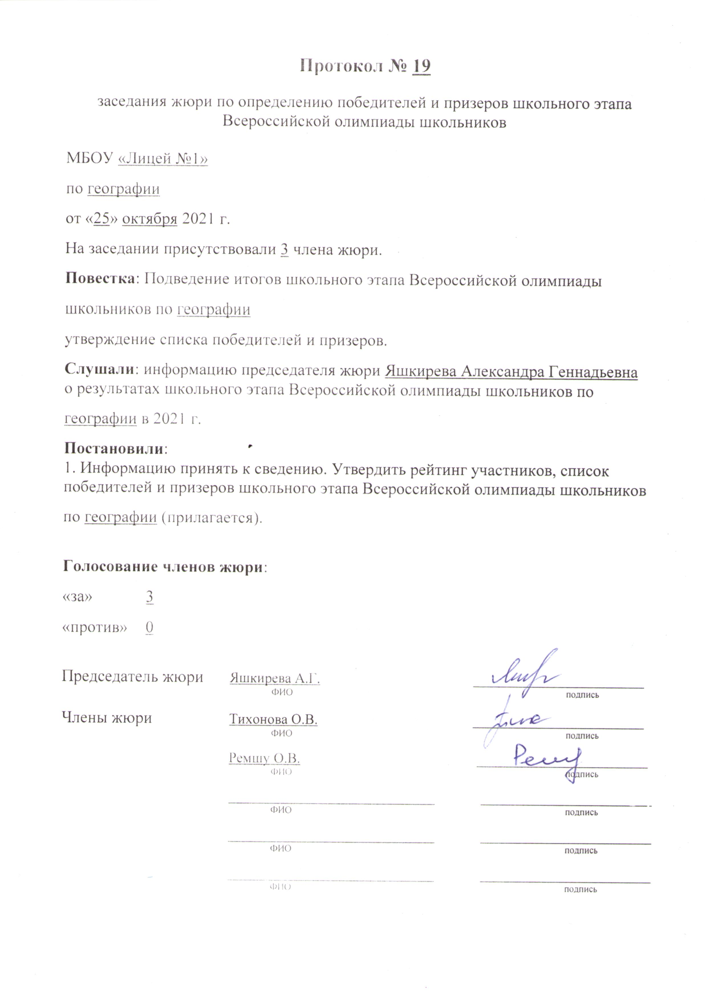 Протокол № 19
заседания жюри по определению победителей и призеров школьного этапа
Всероссийской олимпиады школьников
МБОУ «Лицей №1»
по географии
от «25» октября 2021 г.
На заседании присутствовали 3 члена жюри.
Повестка: Подведение итогов школьного этапа Всероссийской олимпиады
школьников по географии
утверждение списка победителей и призеров.
Слушали: информацию председателя жюри Яшкирева Александра Геннадьевна
о результатах школьного этапа Всероссийской олимпиады школьников по
географии в 2021 г.
Постановили:
1. Информацию принять к сведению. Утвердить рейтинг участников, список
победителей и призеров школьного этапа Всероссийской олимпиады школьников
по географии (прилагается).
Голосование членов жюри:
«за» 3
«против» 0
Председатель жюри Яшкирева А.Г.
ФИО подпись
Члены жюри Тихонова О.В.
ФИО подпись
Ремшу О.В.
ФИО подпись
ФИО подпись
ФИО подпись
ФИО подпись